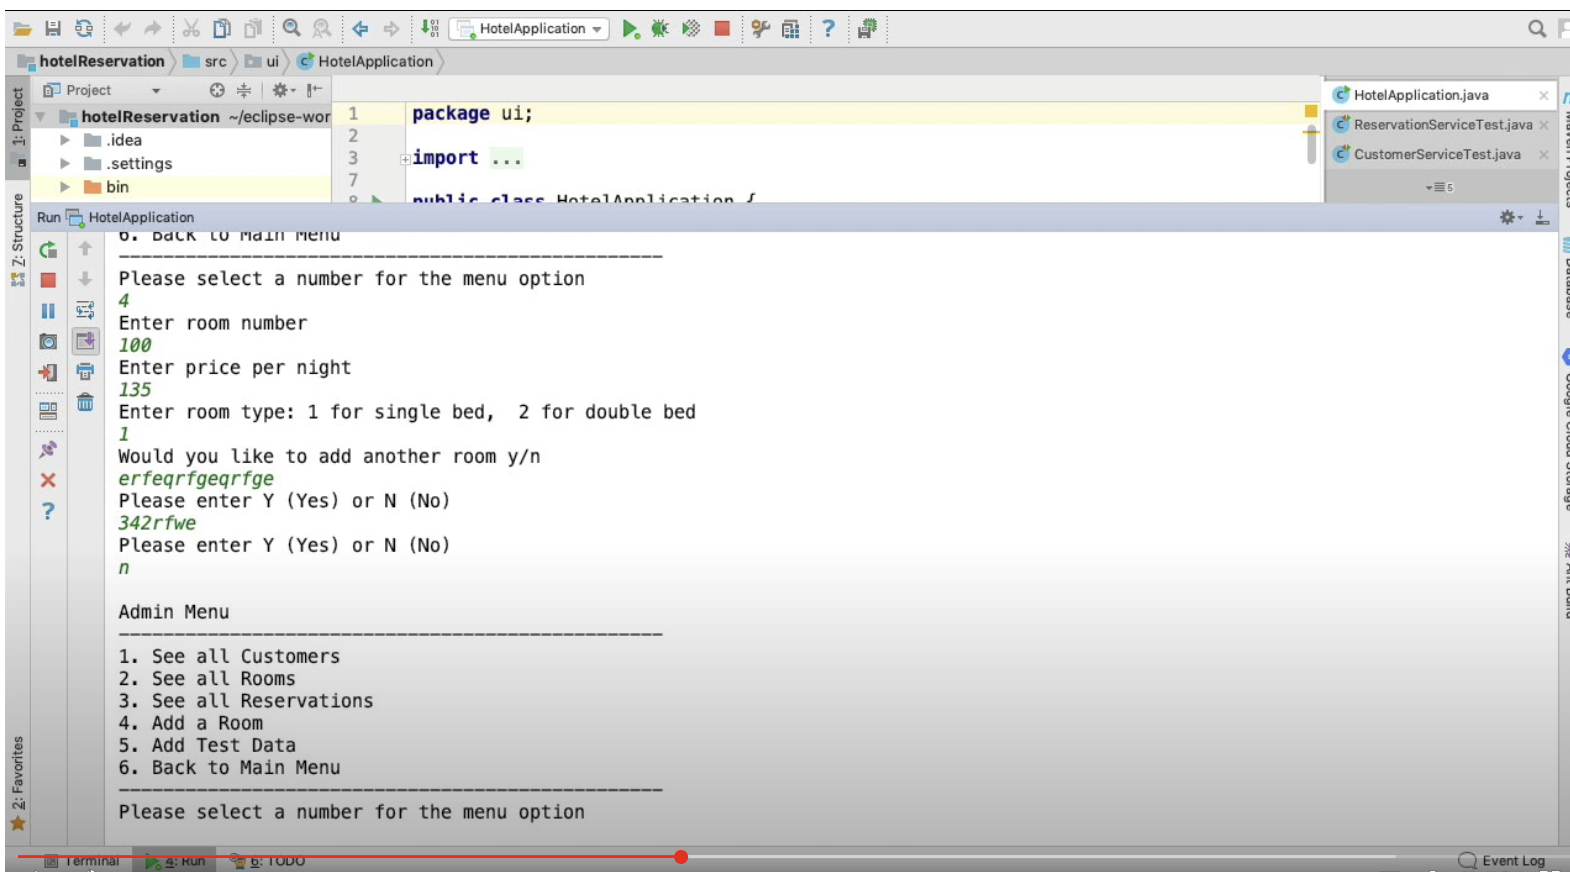 HotelApplication
hotelReservation src ui HotelApplication
1: Project
Project
hotelReservation ~/eclipse-wor
.idea
.settings
bin
1 package ui;
2
3 import ...
7
8 public class HotelApplication {
HotelApplication.java
ReservationServiceTest.java
CustomerServiceTest.java
5
Run HotelApplication
Z: Structure
6. Back to Main Menu
Please select a number for the menu option
4
Enter room number
100
Enter price per night
135
Enter room type: 1 for single bed,  2 for double bed
1
Would you like to add another room y/n
erfeqrfgeqrfge
Please enter Y (Yes) or N (No)
342rfwe
Please enter Y (Yes) or N (No)
n
Admin Menu
1. See all Customers
2. See all Rooms
3. See all Reservations
4. Add a Room
5. Add Test Data
6. Back to Main Menu
Please select a number for the menu option
2: Favorites
Maven Projects
Database
Google Cloud Storage
Ant Build
Terminal 4: Run 6: TODO
Event Log